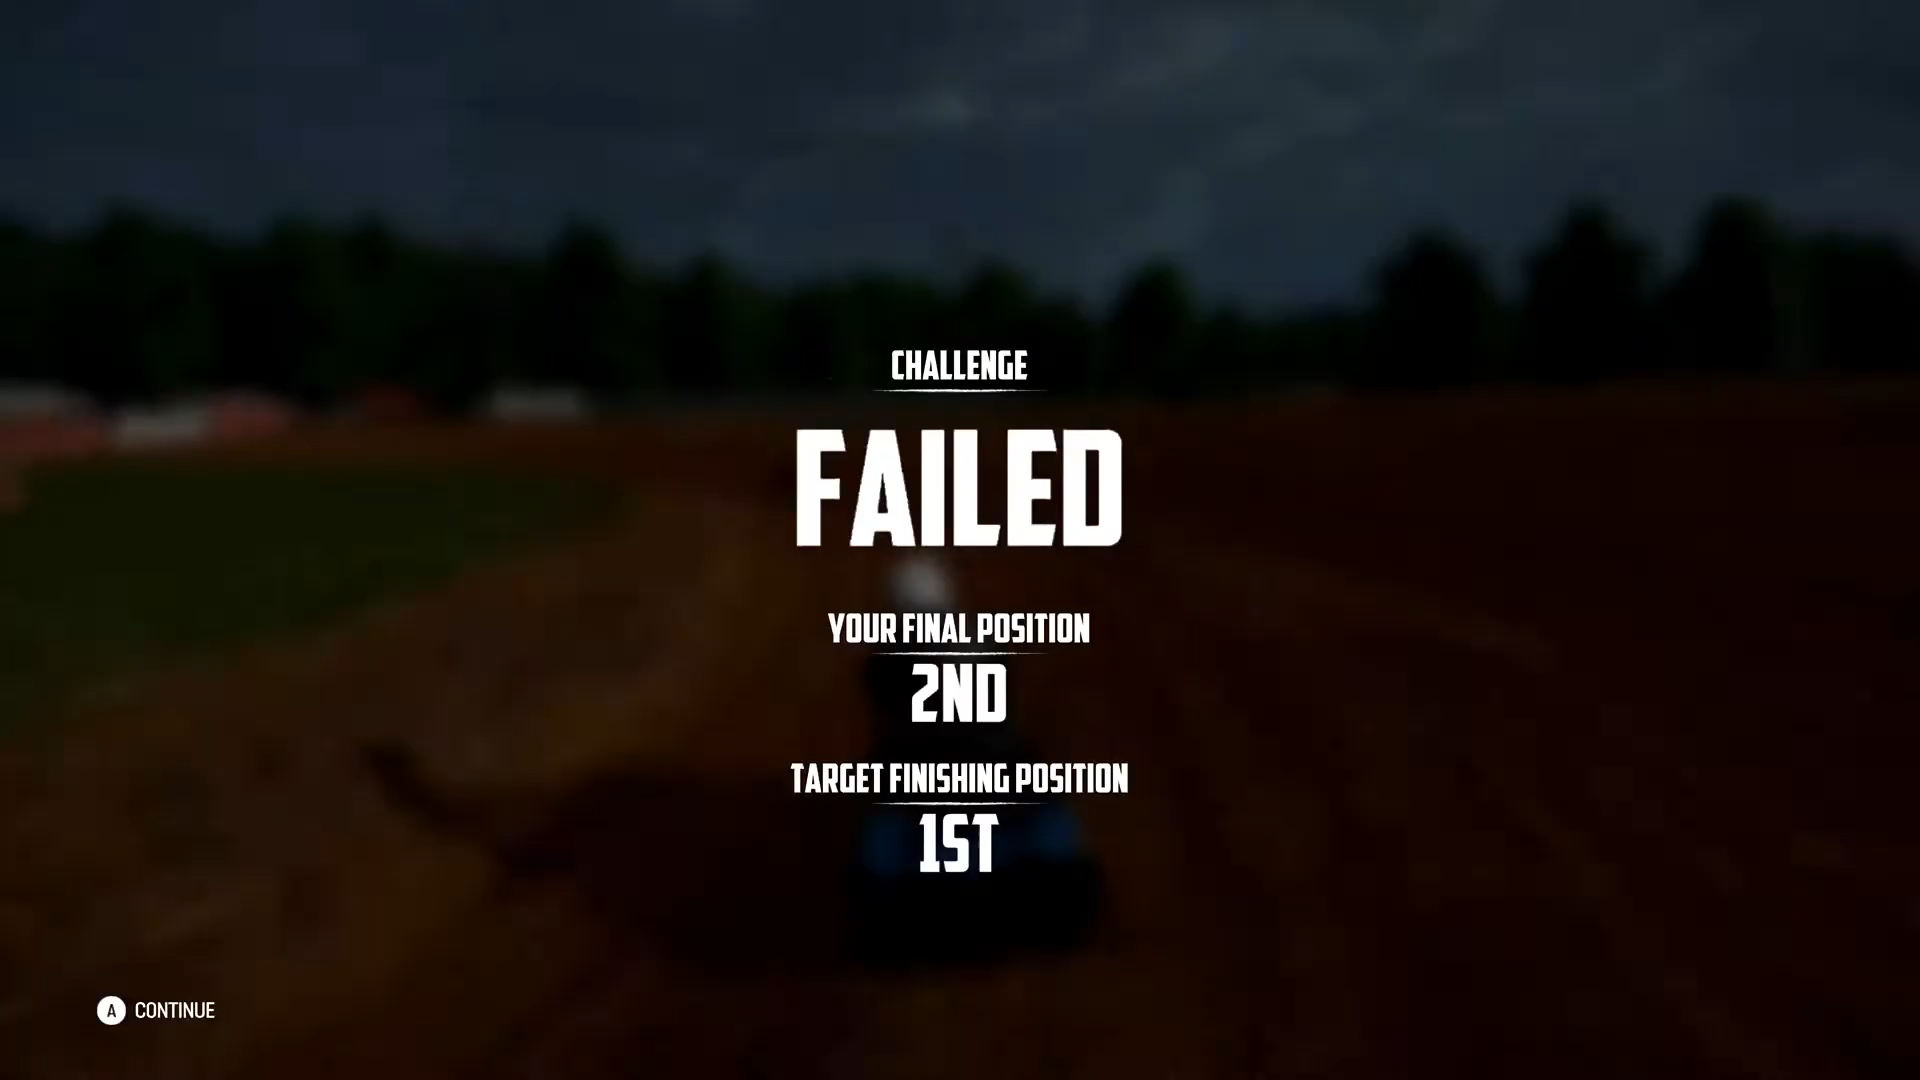 CHALLENGE
FAILED
YOUR FINAL POSITION
2ND
TARGET FINISHING POSITION
1ST
A CONTINUE